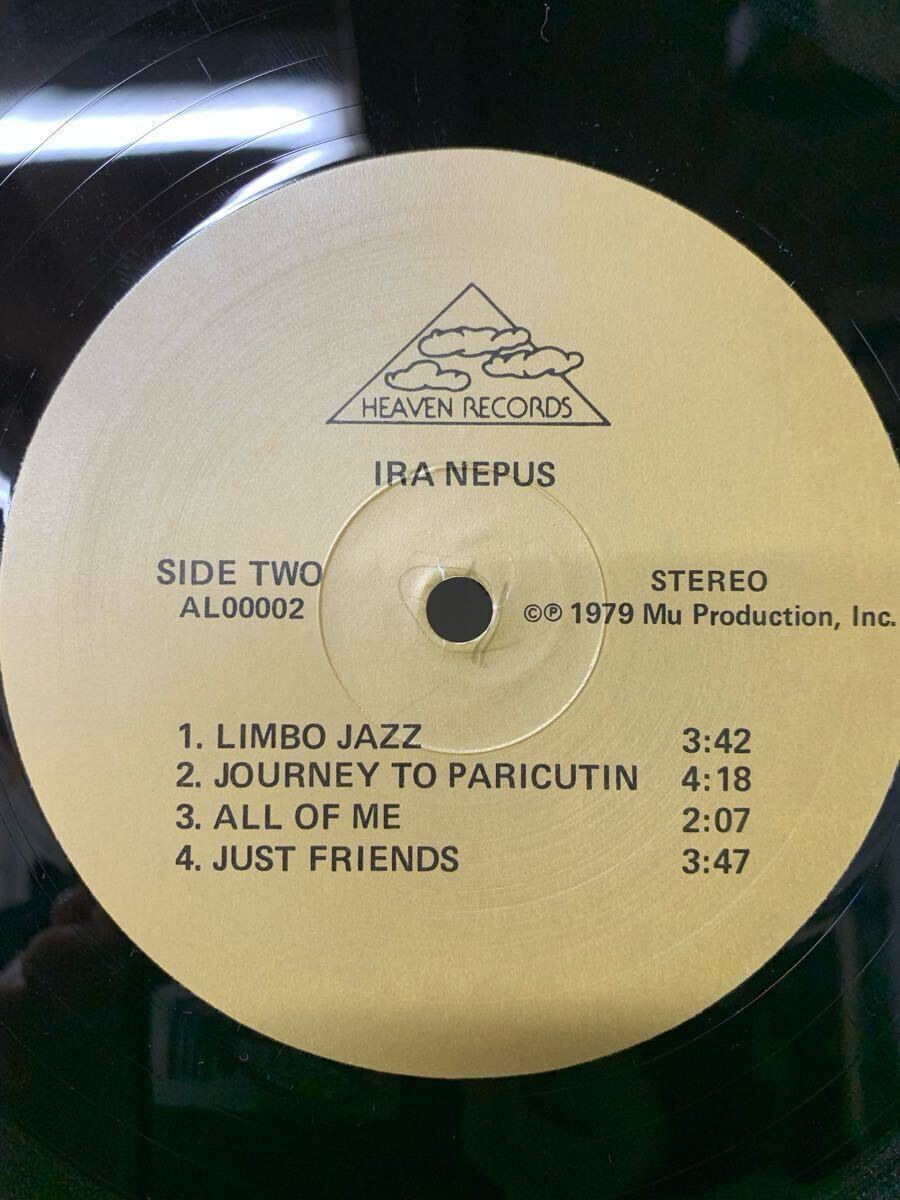 HEAVEN RECORDS
IRA NEPUS
SIDE TWO
AL00002
STEREO
©℗ 1979 Mu Production, Inc.
1. LIMBO JAZZ 3:42
2. JOURNEY TO PARICUTIN 4:18
3. ALL OF ME 2:07
4. JUST FRIENDS 3:47